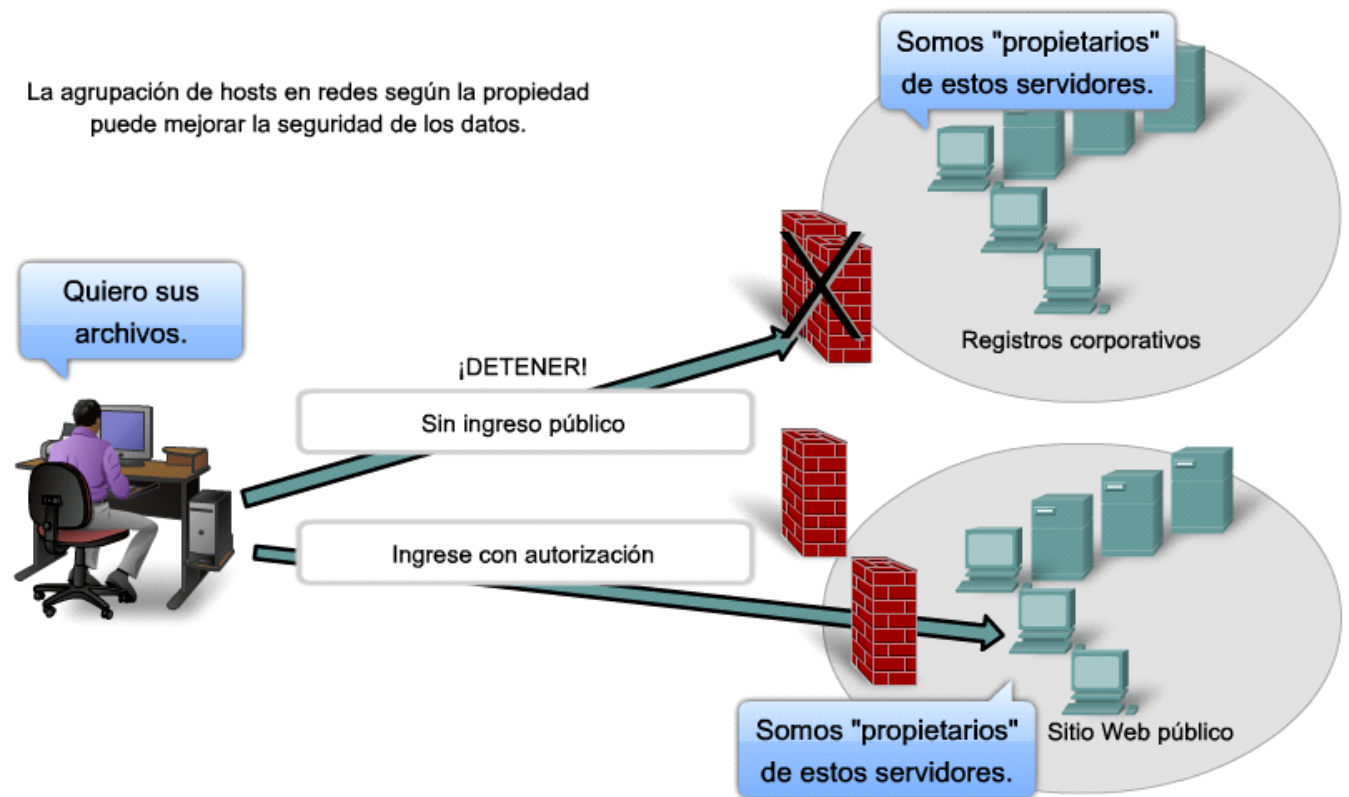 La agrupación de hosts en redes según la propiedad
puede mejorar la seguridad de los datos.
Somos "propietarios"
de estos servidores.
Registros corporativos
Quiero sus
archivos.
¡DETENER!
Sin ingreso público
Ingrese con autorización
Somos "propietarios"
de estos servidores.
Sitio Web público